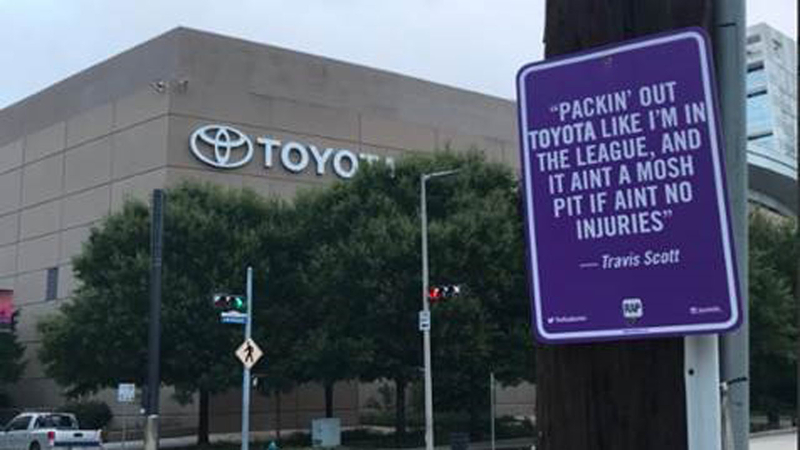 TOYOTA
"PACKIN' OUT
TOYOTA LIKE I'M IN
THE LEAGUE, AND
IT AINT A MOSH
PIT IF AINT NO
INJURIES"
— Travis Scott
RAP